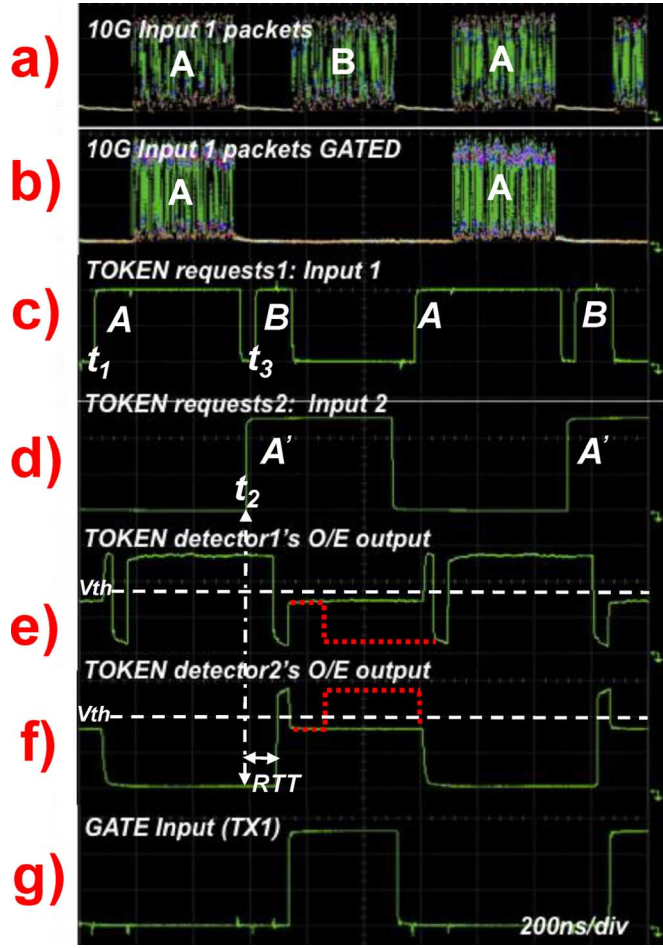 a)
10G Input 1 packets
A
B
A
b)
10G Input 1 packets GATED
A
A
c)
TOKEN requests1: Input 1
A
B
A
B
t1
t3
d)
TOKEN requests2: Input 2
A'
A'
t2
e)
TOKEN detector1's O/E output
Vth
f)
TOKEN detector2's O/E output
Vth
RTT
g)
GATE Input (TX1)
200ns/div